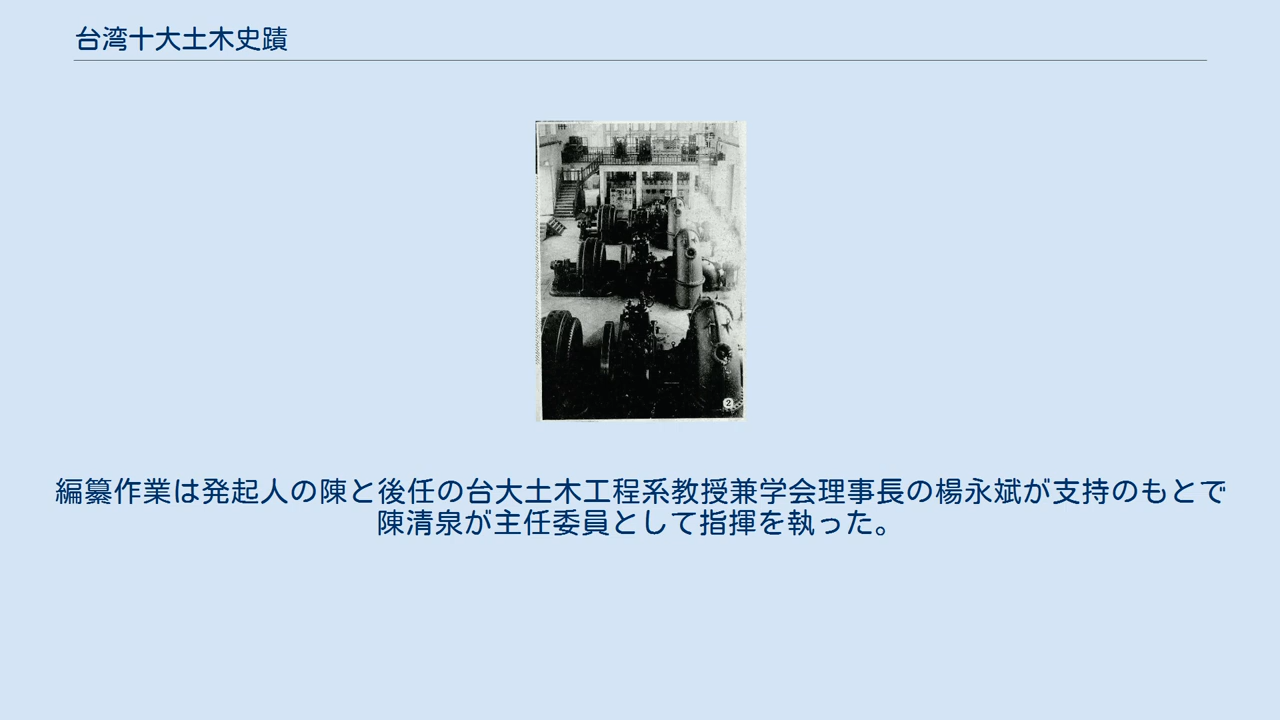 台湾十大土木史蹟
2
編纂作業は発起人の陳と後任の台大土木工程系教授兼学会理事長の楊永斌が支持のもとで
陳清泉が主任委員として指揮を執った。